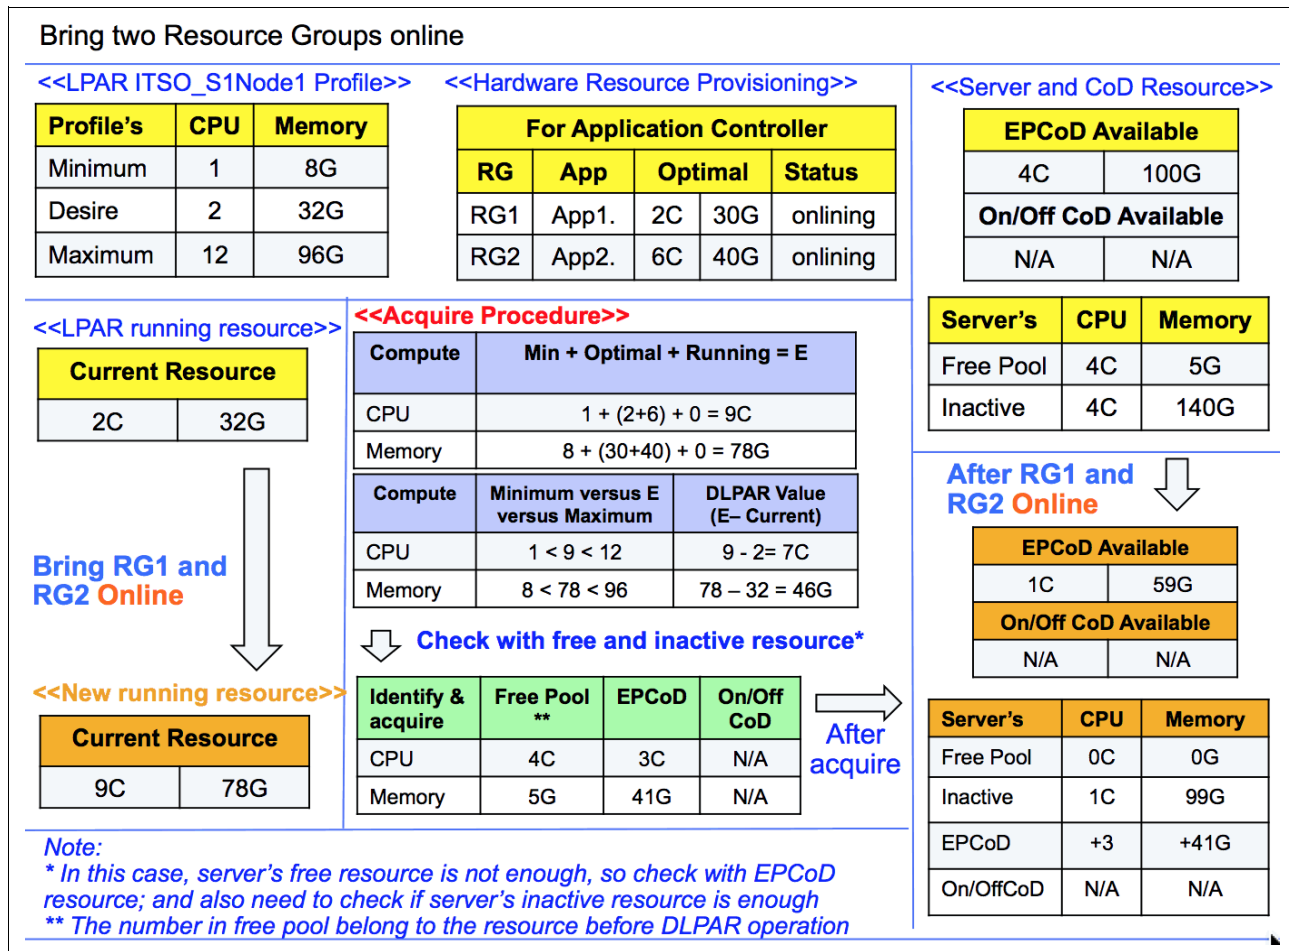 Bring two Resource Groups online
<<LPAR ITSO_S1Node1 Profile>>
Profile's CPU Memory
Minimum 1 8G
Desire 2 32G
Maximum 12 96G
<<Hardware Resource Provisioning>>
For Application Controller
RG App Optimal Status
RG1 App1. 2C 30G onlining
RG2 App2. 6C 40G onlining
<<Server and CoD Resource>>
EPCoD Available
4C 100G
On/Off CoD Available
N/A N/A
Server's CPU Memory
Free Pool 4C 5G
Inactive 4C 140G
<<LPAR running resource>>
Current Resource
2C 32G
Bring RG1 and
RG2 Online
<<New running resource>>
Current Resource
9C 78G
<<Acquire Procedure>>
Compute Min + Optimal + Running = E
CPU 1 + (2+6) + 0 = 9C
Memory 8 + (30+40) + 0 = 78G
Compute Minimum versus E DLPAR Value
versus Maximum (E– Current)
CPU 1 < 9 < 12 9 - 2= 7C
Memory 8 < 78 < 96 78 – 32 = 46G
Check with free and inactive resource*
Identify & Free Pool EPCoD On/Off
acquire ** CoD
CPU 4C 3C N/A
Memory 5G 41G N/A
After
acquire
After RG1 and
RG2 Online
EPCoD Available
1C 59G
On/Off CoD Available
N/A N/A
Server's CPU Memory
Free Pool 0C 0G
Inactive 1C 99G
EPCoD +3 +41G
On/OffCoD N/A N/A
Note:
* In this case, server's free resource is not enough, so check with EPCoD
resource; and also need to check if server's inactive resource is enough
** The number in free pool belong to the resource before DLPAR operation